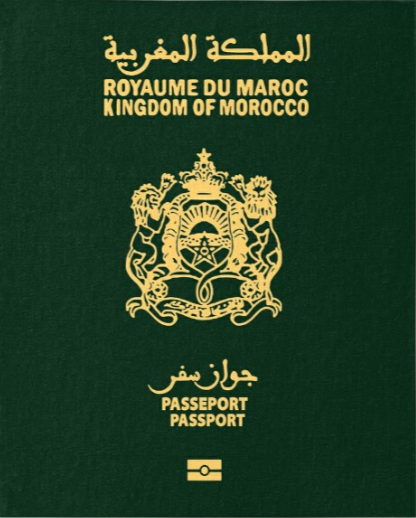 المملكة المغربية
ROYAUME DU MAROC
KINGDOM OF MOROCCO
جواز سفر
PASSEPORT
PASSPORT